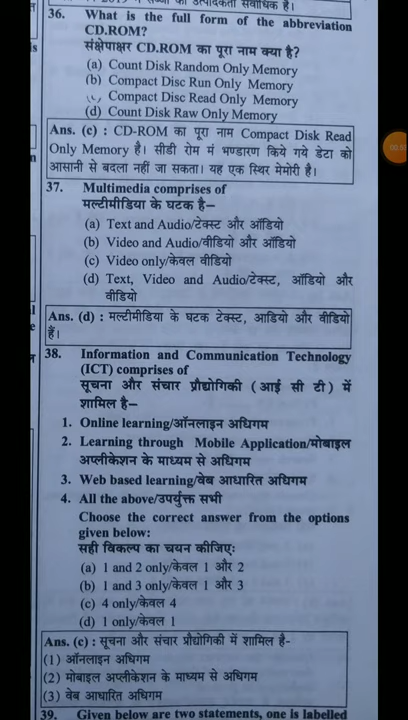 उत्पादकता सर्वाधिक है।
36. What is the full form of the abbreviation
CD.ROM?
संक्षेपाक्षर CD.ROM का पूरा नाम क्या है?
(a) Count Disk Random Only Memory
(b) Compact Disc Run Only Memory
Compact Disc Read Only Memory
(d) Count Disk Raw Only Memory
Ans. (c) : CD-ROM का पूरा नाम Compact Disk Read
Only Memory है। सीडी रोम में भण्डारण किये गये डेटा को
आसानी से बदला नहीं जा सकता। यह एक स्थिर मेमोरी है।
37. Multimedia comprises of
मल्टीमीडिया के घटक है–
(a) Text and Audio/टेक्स्ट और ऑडियो
(b) Video and Audio/वीडियो और ऑडियो
(c) Video only/केवल वीडियो
(d) Text, Video and Audio/टेक्स्ट, ऑडियो और
वीडियो
Ans. (d) : मल्टीमीडिया के घटक टेक्स्ट, आडियो और वीडियो
हैं।
38. Information and Communication Technology
(ICT) comprises of
सूचना और संचार प्रौद्योगिकी (आई सी टी) में
शामिल है–
1. Online learning/ऑनलाइन अधिगम
2. Learning through Mobile Application/मोबाइल
अप्लीकेशन के माध्यम से अधिगम
3. Web based learning/वेब आधारित अधिगम
4. All the above/उपर्युक्त सभी
Choose the correct answer from the options
given below:
सही विकल्प का चयन कीजिए:
(a) 1 and 2 only/केवल 1 और 2
(b) 1 and 3 only/केवल 1 और 3
(c) 4 only/केवल 4
(d) 1 only/केवल 1
Ans. (c) : सूचना और संचार प्रौद्योगिकी में शामिल है-
(1) ऑनलाइन अधिगम
(2) मोबाइल अप्लीकेशन के माध्यम से अधिगम
(3) वेब आधारित अधिगम
39. Given below are two statements, one is labelled